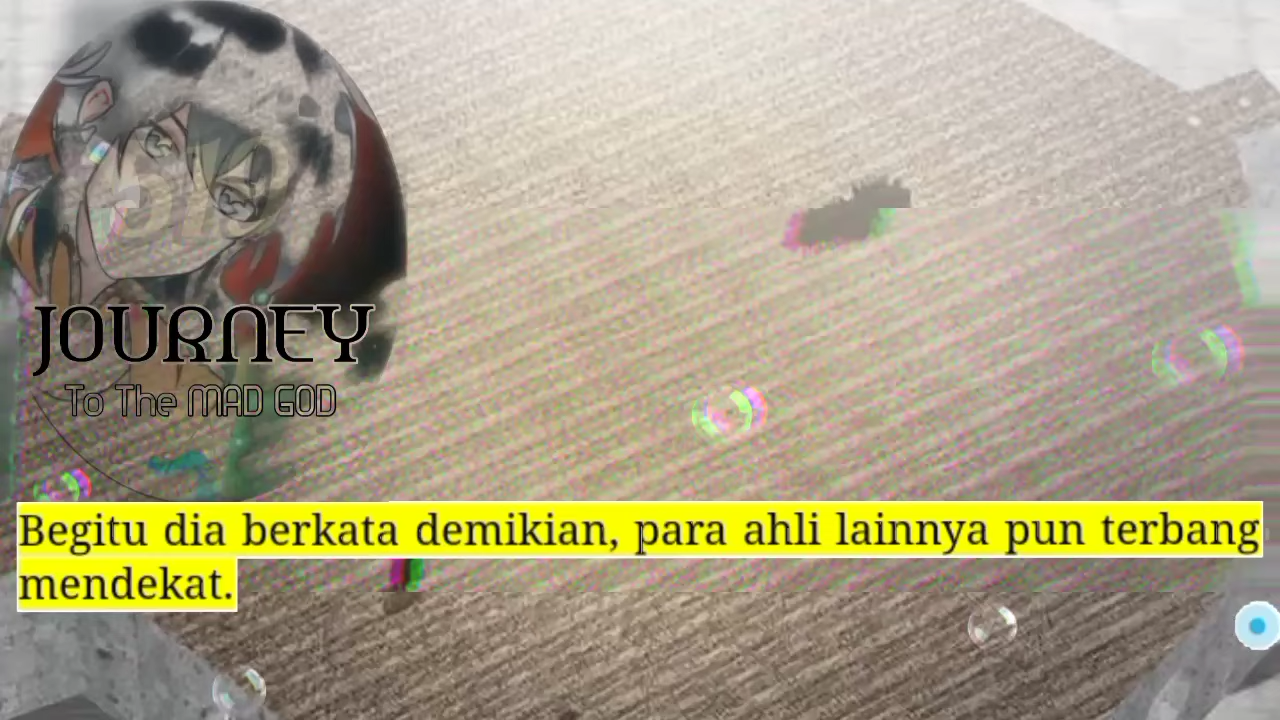 JOURNEY
To The MAD GOD
Begitu dia berkata demikian, para ahli lainnya pun terbang
mendekat.